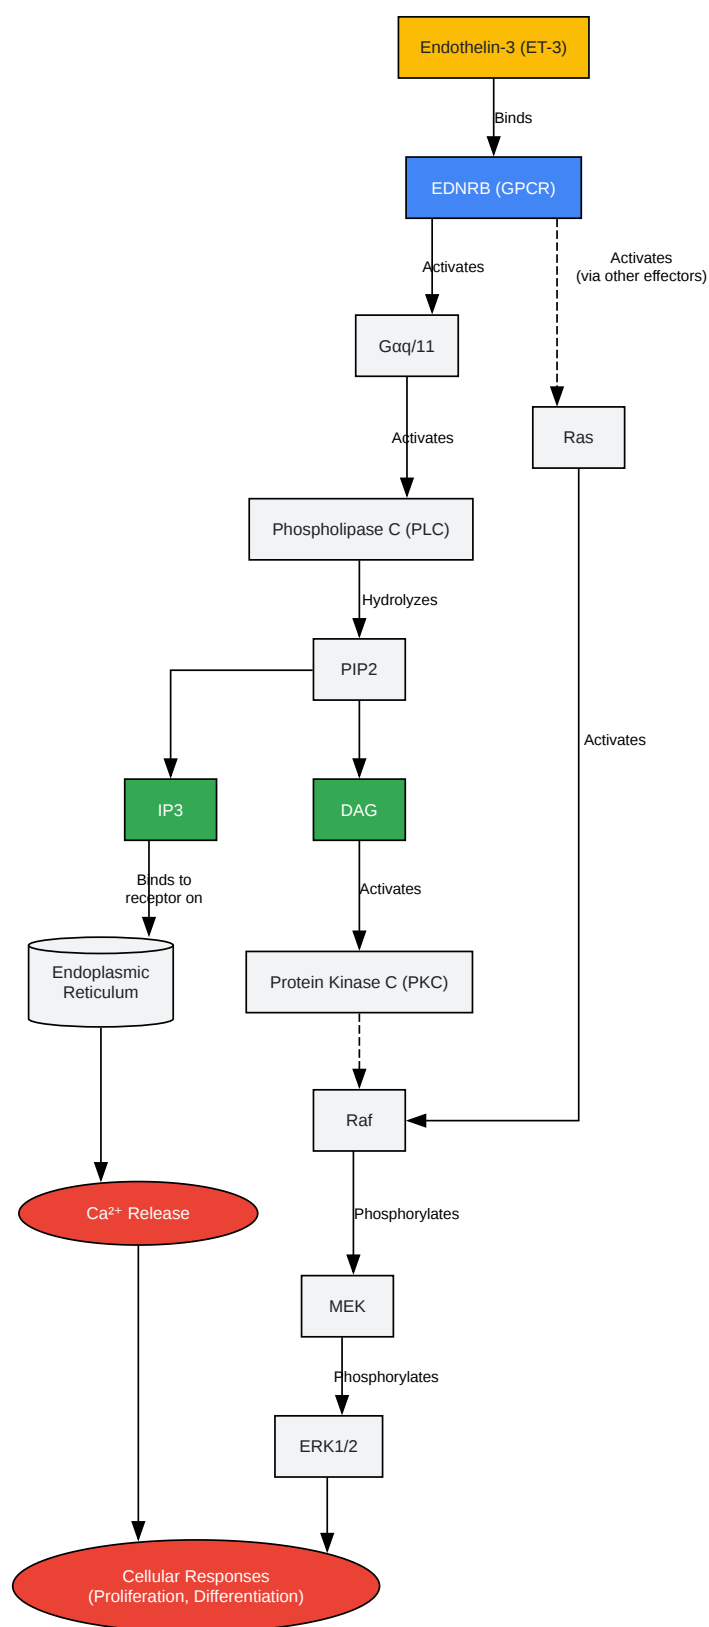 Endothelin-3 (ET-3)
Binds
EDNRB (GPCR)
Activates
Activates
(via other effectors)
Gαq/11
Activates
Ras
Phospholipase C (PLC)
Hydrolyzes
PIP2
Activates
IP3
DAG
Binds to
receptor on
Activates
Endoplasmic
Reticulum
Protein Kinase C (PKC)
Raf
Ca²⁺ Release
Phosphorylates
MEK
Phosphorylates
ERK1/2
Cellular Responses
(Proliferation, Differentiation)